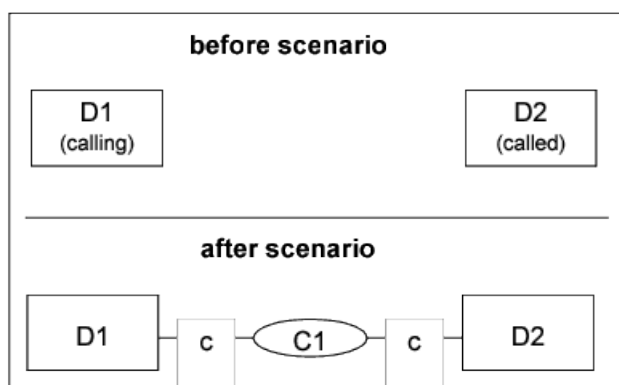 before scenario
D1
(calling)
D2
(called)
after scenario
D1
c
C1
c
D2